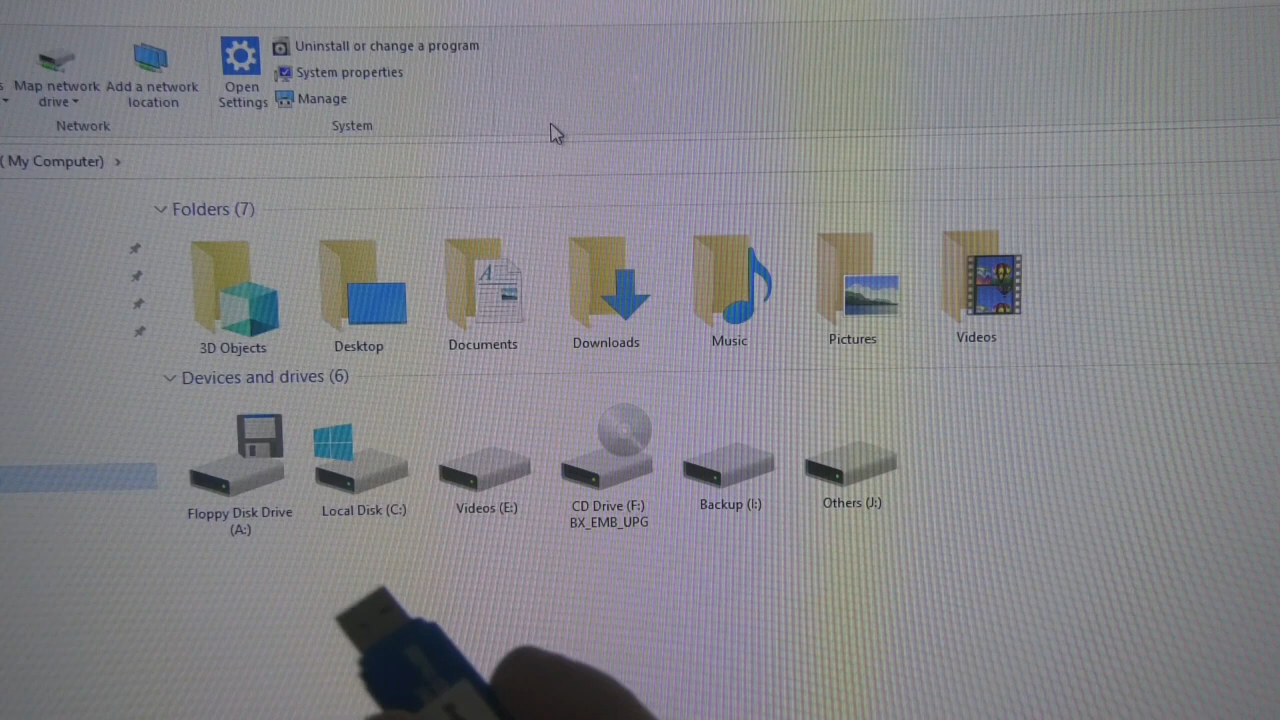 Map network
drive
Add a network
location
Open
Settings
Uninstall or change a program
System properties
Manage
Network
System
( My Computer)
Folders (7)
3D Objects
Desktop
Documents
Downloads
Music
Pictures
Videos
Devices and drives (6)
Floppy Disk Drive
(A:)
Local Disk (C:)
Videos (E:)
CD Drive (F:)
BX_EMB_UPG
Backup (I:)
Others (J:)